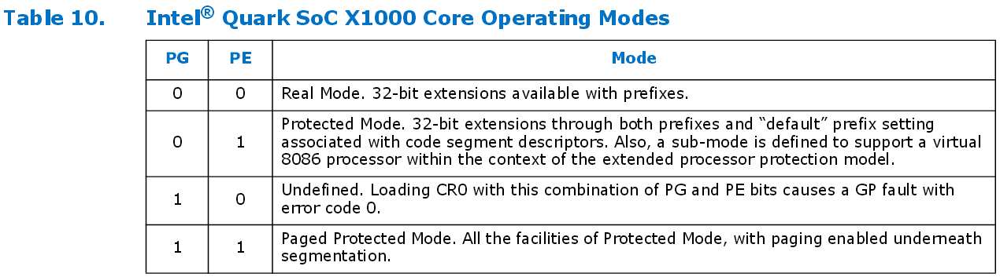 Table 10. Intel® Quark SoC X1000 Core Operating Modes
PG PE Mode
0 0 Real Mode. 32-bit extensions available with prefixes.
0 1 Protected Mode. 32-bit extensions through both prefixes and “default” prefix setting
associated with code segment descriptors. Also, a sub-mode is defined to support a virtual
8086 processor within the context of the extended processor protection model.
1 0 Undefined. Loading CR0 with this combination of PG and PE bits causes a GP fault with
error code 0.
1 1 Paged Protected Mode. All the facilities of Protected Mode, with paging enabled underneath
segmentation.